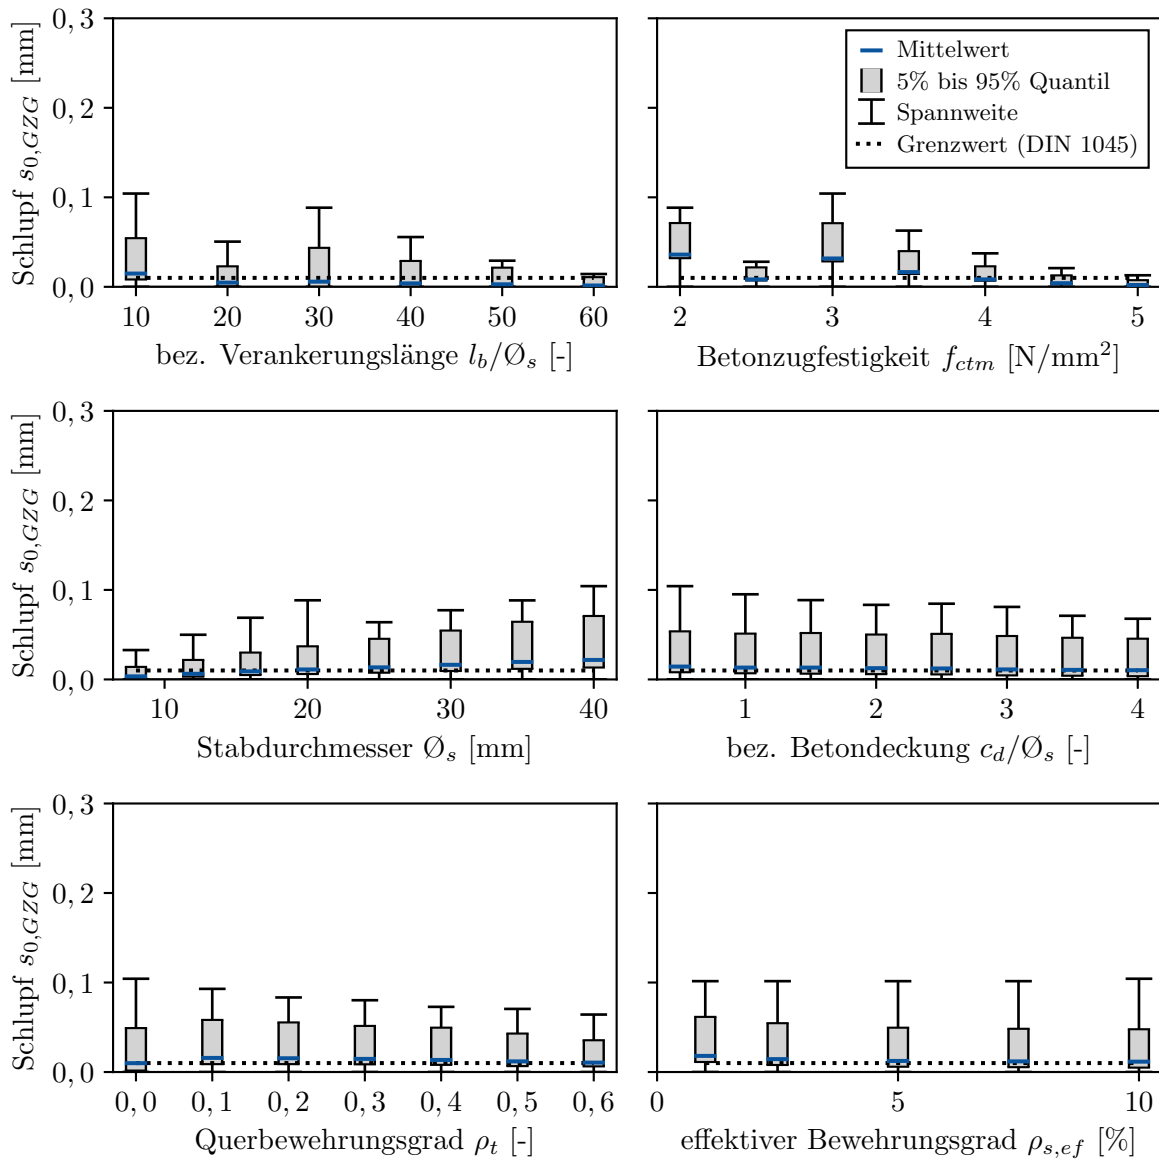 0,3
0,2
0,1
0,0
Schlupf s0,GZG [mm]
10 20 30 40 50 60
bez. Verankerungslänge lb/Øs [-]
Mittelwert
5% bis 95% Quantil
Spannweite
Grenzwert (DIN 1045)
2 3 4 5
Betonzugfestigkeit fctm [N/mm²]
0,3
0,2
0,1
0,0
Schlupf s0,GZG [mm]
10 20 30 40
Stabdurchmesser Øs [mm]
1 2 3 4
bez. Betondeckung cd/Øs [-]
0,3
0,2
0,1
0,0
Schlupf s0,GZG [mm]
0,0 0,1 0,2 0,3 0,4 0,5 0,6
Querbewehrungsgrad ρt [-]
0 5 10
effektiver Bewehrungsgrad ρs,ef [%]